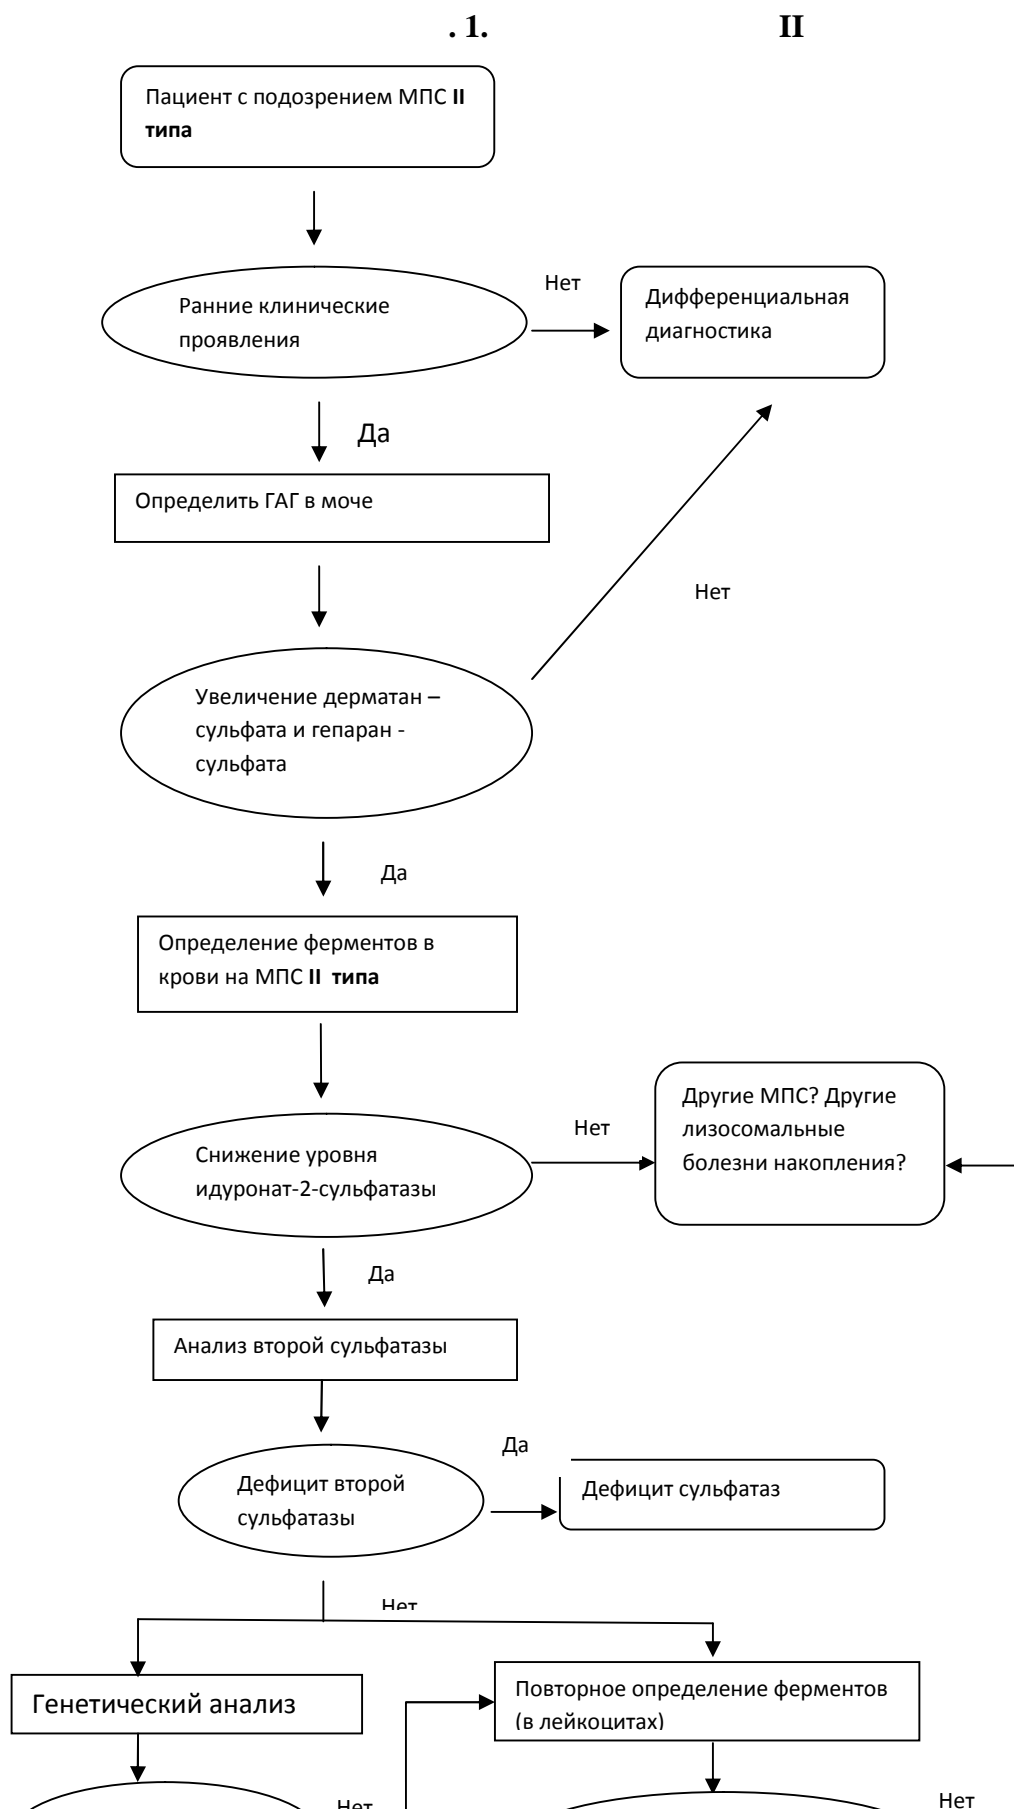 . 1. II
Пациент с подозрением МПС II
типа
Ранние клинические
проявления
Нет
Дифференциальная
диагностика
Да
Определить ГАГ в моче
Нет
Увеличение дерматан –
сульфата и гепаран -
сульфата
Да
Определение ферментов в
крови на МПС II типа
Снижение уровня
идуронат-2-сульфатазы
Нет
Другие МПС? Другие
лизосомальные
болезни накопления?
Да
Анализ второй сульфатазы
Дефицит второй
сульфатазы
Да
Дефицит сульфатаз
Нет
Генетический анализ
Повторное определение ферментов
(в лейкоцитах)
Нет
Нет